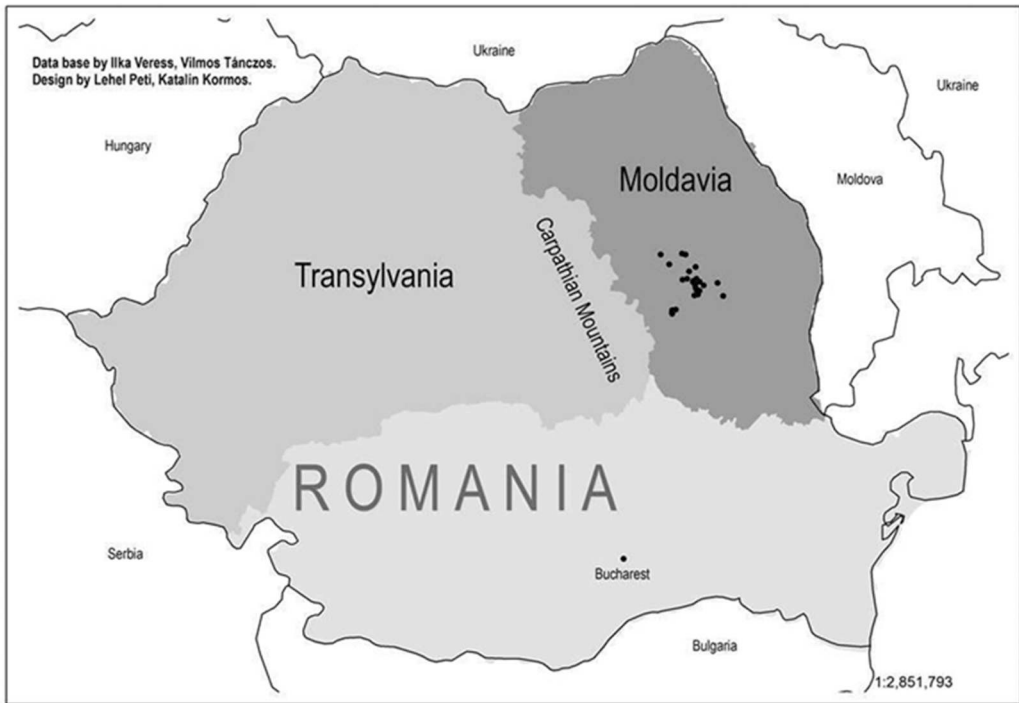 Data base by Ilka Veress, Vilmos Tánczos.
Design by Lehel Peti, Katalin Kormos.
Ukraine
Ukraine
Hungary
Moldavia
Moldova
Carpathian Mountains
Transylvania
ROMANIA
Serbia
Bucharest
Bulgaria
1:2,851,793